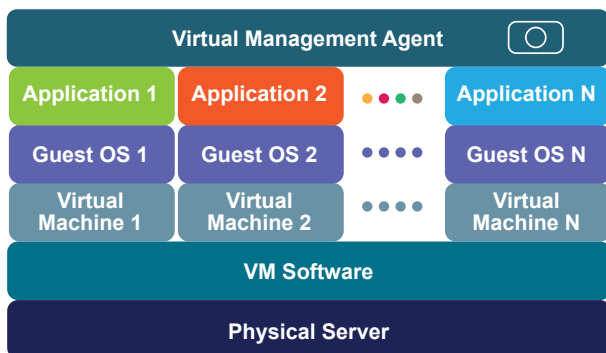 Virtual Management Agent
Application 1 Application 2 Application N
Guest OS 1 Guest OS 2 Guest OS N
Virtual Virtual Virtual
Machine 1 Machine 2 Machine N
VM Software
Physical Server